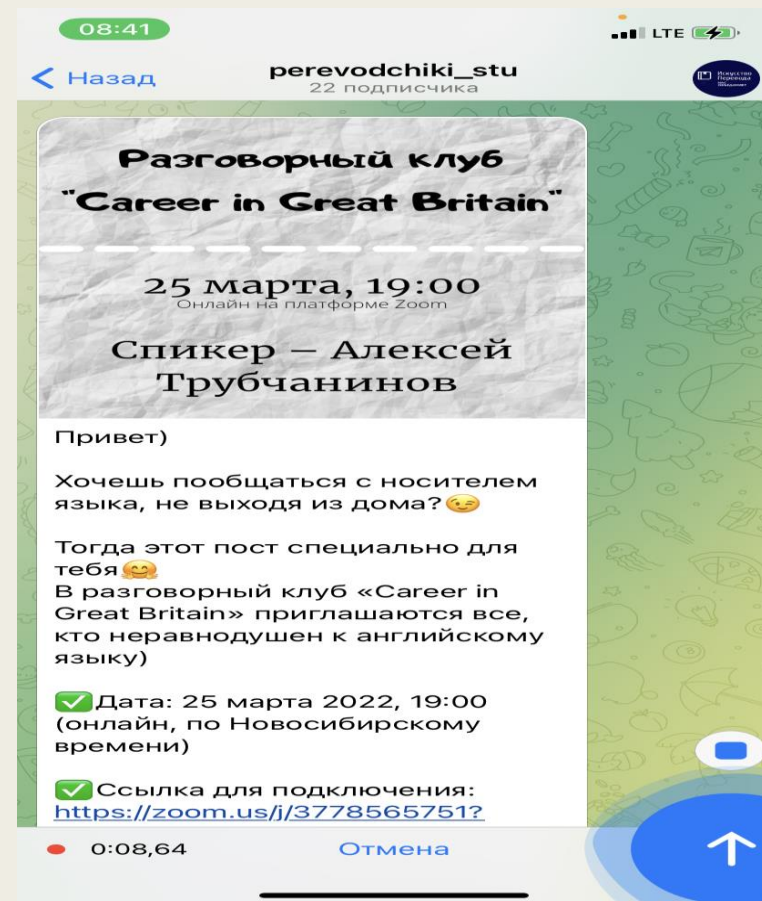 08:41
LTE
Назад
perevodchiki_stu
22 подписчика
Искусство
Перевода
Разговорный клуб
"Career in Great Britain"
25 марта, 19:00
Онлайн на платформе Zoom
Спикер – Алексей
Трубчанинов
Привет)
Хочешь пообщаться с носителем
языка, не выходя из дома?😉
Тогда этот пост специально для
тебя🤗
В разговорный клуб «Career in
Great Britain» приглашаются все,
кто неравнодушен к английскому
языку)
✅Дата: 25 марта 2022, 19:00
(онлайн, по Новосибирскому
времени)
✅Ссылка для подключения:
https://zoom.us/j/3778565751?
0:08,64
Отмена